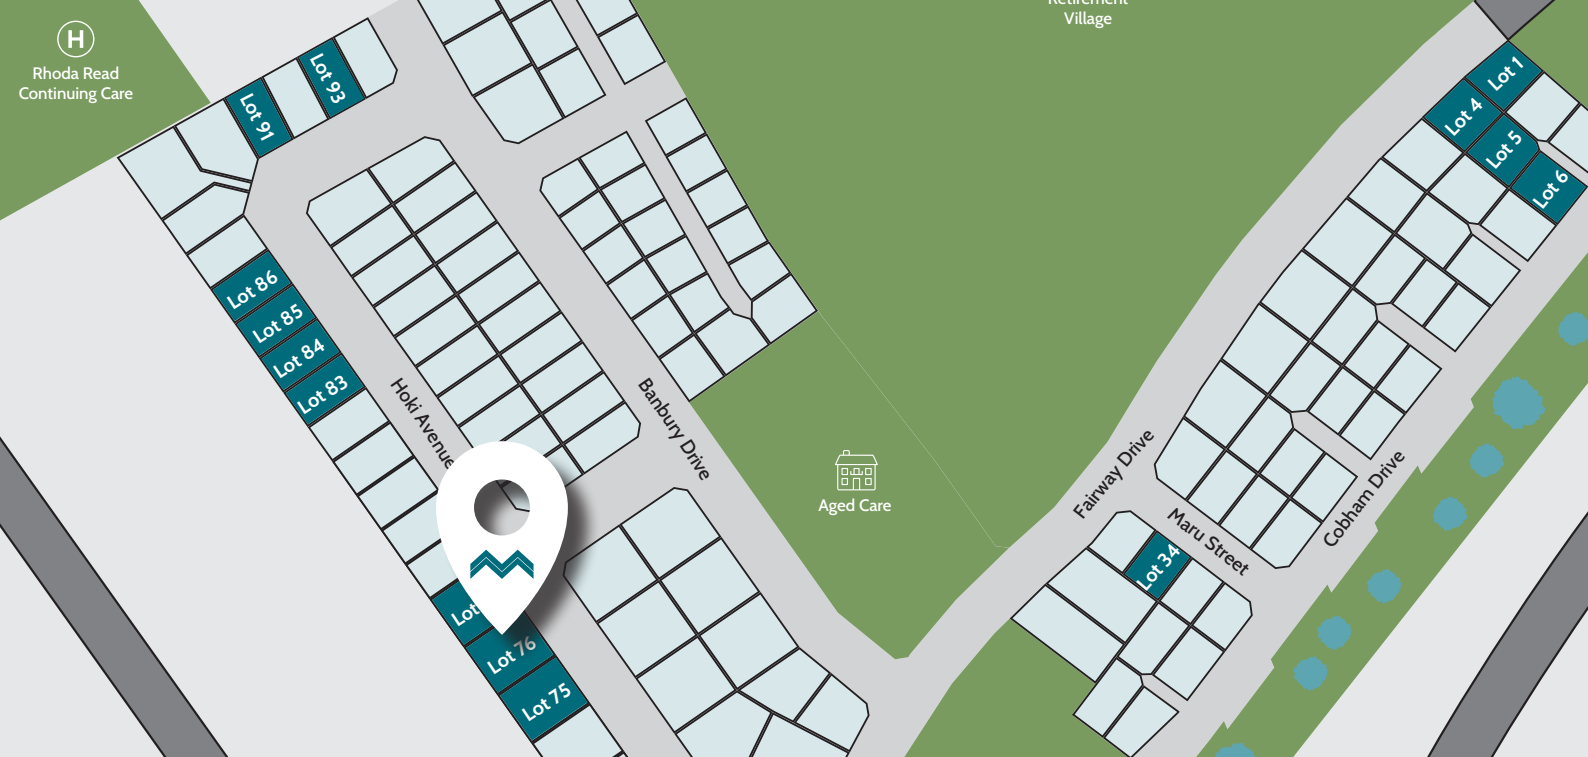 Retirement
Village
H
Rhoda Read
Continuing Care
Lot 93
Lot 91
Lot 1
Lot 4
Lot 5
Lot 6
Lot 86
Lot 85
Lot 84
Lot 83
Hoki Avenue
Banbury Drive
Aged Care
Fairway Drive
Maru Street
Cobham Drive
Lot 34
Lot
Lot 76
Lot 75